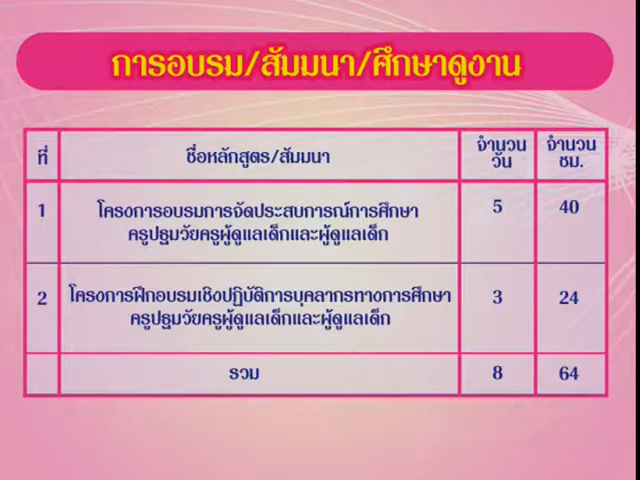 การอบรม/สัมมนา/ศึกษาดูงาน
ที่ ชื่อหลักสูตร/สัมมนา จำนวน วัน จำนวน ชม.
1 โครงการอบรมการจัดประสบการณ์การศึกษา 5 40
ครูปฐมวัยครูผู้ดูแลเด็กและผู้ดูแลเด็ก
2 โครงการฝึกอบรมเชิงปฏิบัติการบุคลากรทางการศึกษา 3 24
ครูปฐมวัยครูผู้ดูแลเด็กและผู้ดูแลเด็ก
รวม 8 64